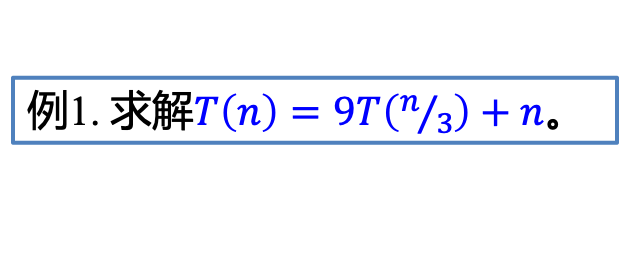 例1. 求解T(n) = 9T(n/3) + n。